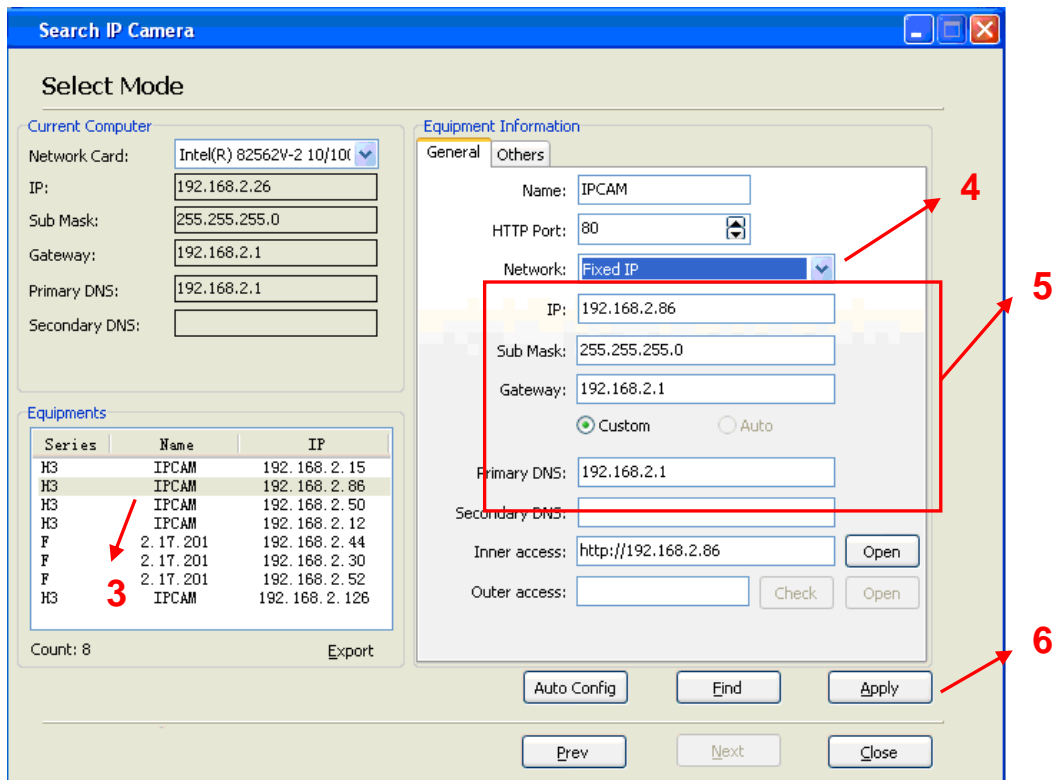 Search IP Camera
Select Mode
Current Computer
Network Card: Intel(R) 82562V-2 10/10(
IP: 192.168.2.26
Sub Mask: 255.255.255.0
Gateway: 192.168.2.1
Primary DNS: 192.168.2.1
Secondary DNS:
Equipments
Series Name IP
H3 IPCAM 192.168.2.15
H3 IPCAM 192.168.2.86
H3 IPCAM 192.168.2.50
H3 IPCAM 192.168.2.12
F 2.17.201 192.168.2.44
F 2.17.201 192.168.2.30
F 2.17.201 192.168.2.52
H3 IPCAM 192.168.2.126
3
Count: 8 Export
Equipment Information
General Others
Name: IPCAM
HTTP Port: 80
4
Network: Fixed IP
5
IP: 192.168.2.86
Sub Mask: 255.255.255.0
Gateway: 192.168.2.1
Custom Auto
Primary DNS: 192.168.2.1
Secondary DNS:
Inner access: http://192.168.2.86 Open
Outer access: Check Open
6
Auto Config Find Apply
Prev Next Close